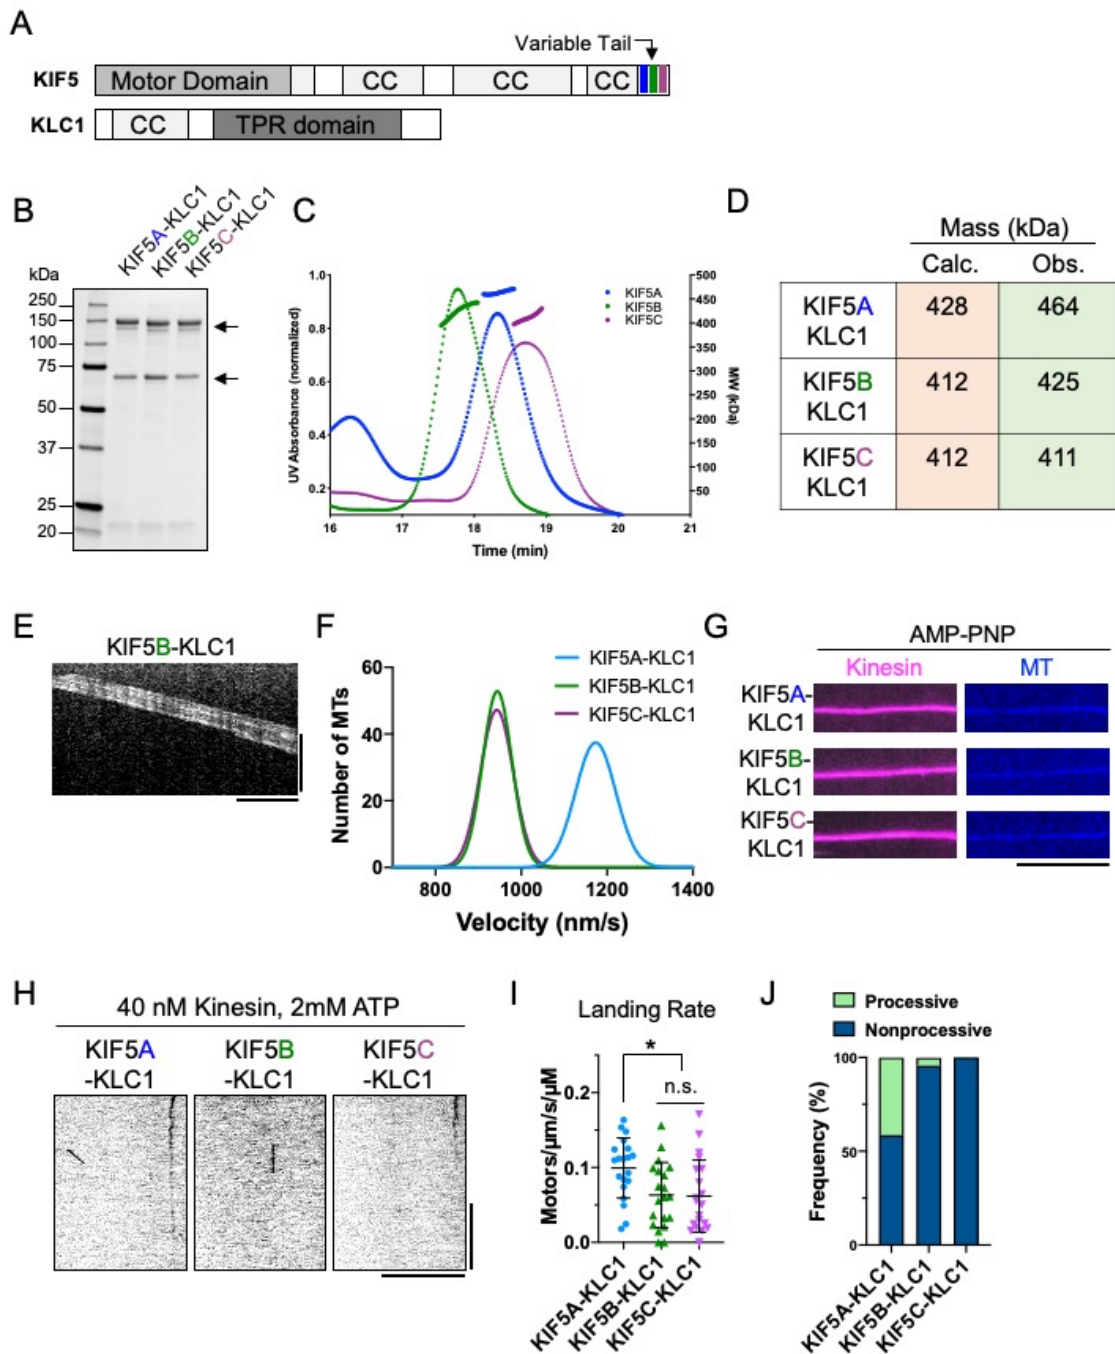 A
Variable Tail
KIF5 Motor Domain CC CC CC
KLC1 CC TPR domain
B
KIF5A-KLC1
KIF5B-KLC1
KIF5C-KLC1
kDa
250
150
100
75
50
37
25
20
C
1.0
0.8
0.6
0.4
0.2
UV Absorbance (normalized)
16 17 18 19 20 21
Time (min)
500
450
400
350
300
250
200
150
100
50
MW (kDa)
KIF5A
KIF5B
KIF5C
D
Mass (kDa)
Calc. Obs.
KIF5A
KLC1
428 464
KIF5B
KLC1
412 425
KIF5C
KLC1
412 411
E
KIF5B-KLC1
F
KIF5A-KLC1
KIF5B-KLC1
KIF5C-KLC1
60
40
20
0
Number of MTs
800 1000 1200 1400
Velocity (nm/s)
G
AMP-PNP
Kinesin MT
KIF5A-
KLC1
KIF5B-
KLC1
KIF5C-
KLC1
H
40 nM Kinesin, 2mM ATP
KIF5A
-KLC1
KIF5B
-KLC1
KIF5C
-KLC1
I
Landing Rate
*
n.s.
0.2
0.1
0.0
Motors/µm/s/µM
KIF5A-KLC1
KIF5B-KLC1
KIF5C-KLC1
J
Processive
Nonprocessive
100
50
0
Frequency (%)
KIF5A-KLC1
KIF5B-KLC1
KIF5C-KLC1